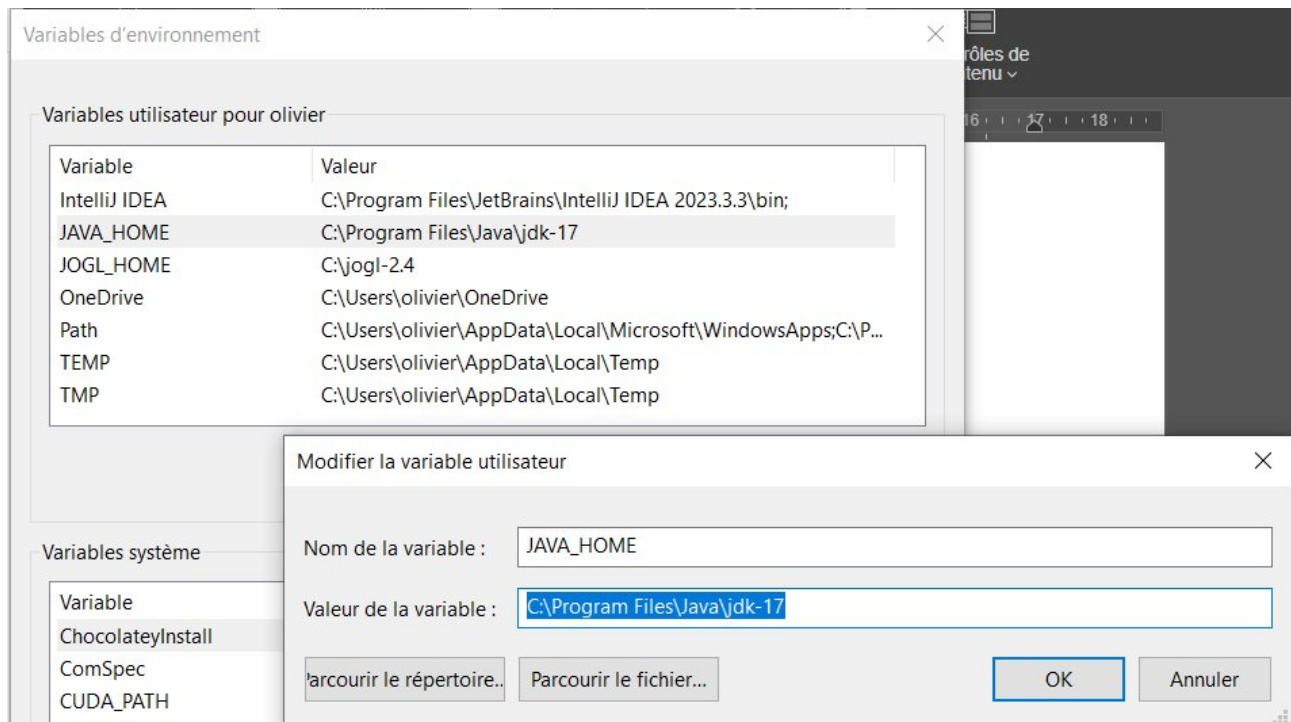 Variables d'environnement
rôles de
tenu
16 17 18
Variables utilisateur pour olivier
Variable Valeur
IntelliJ IDEA C:\Program Files\JetBrains\IntelliJ IDEA 2023.3.3\bin;
JAVA_HOME C:\Program Files\Java\jdk-17
JOGL_HOME C:\jogl-2.4
OneDrive C:\Users\olivier\OneDrive
Path C:\Users\olivier\AppData\Local\Microsoft\WindowsApps;C:\P...
TEMP C:\Users\olivier\AppData\Local\Temp
TMP C:\Users\olivier\AppData\Local\Temp
Modifier la variable utilisateur
Nom de la variable : JAVA_HOME
Valeur de la variable : C:\Program Files\Java\jdk-17
arcourir le répertoire.. Parcourir le fichier... OK Annuler
Variables système
Variable
ChocolateyInstall
ComSpec
CUDA_PATH